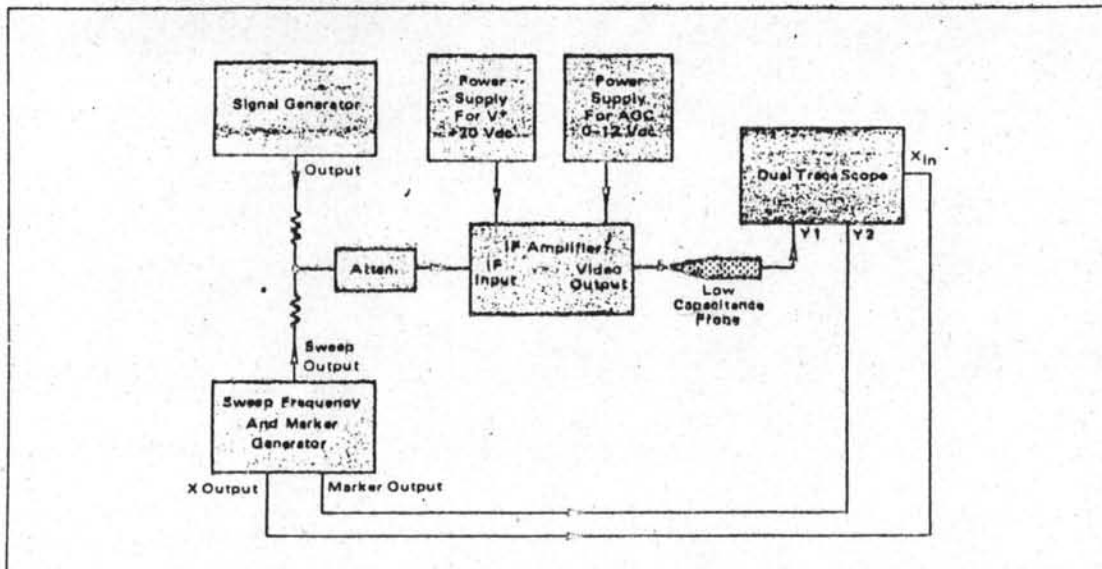 Signal Generator
Output
Power
Supply
For V+
+20 Vdc
Power
Supply
For AGC
0-12 Vdc
Xin
Dual Trace Scope
Y1 Y2
IF Amplifier
IF
Input
Video
Output
Atten.
Low
Capacitance
Probe
Sweep
Output
Sweep Frequency
And Marker
Generator
X Output
Marker Output